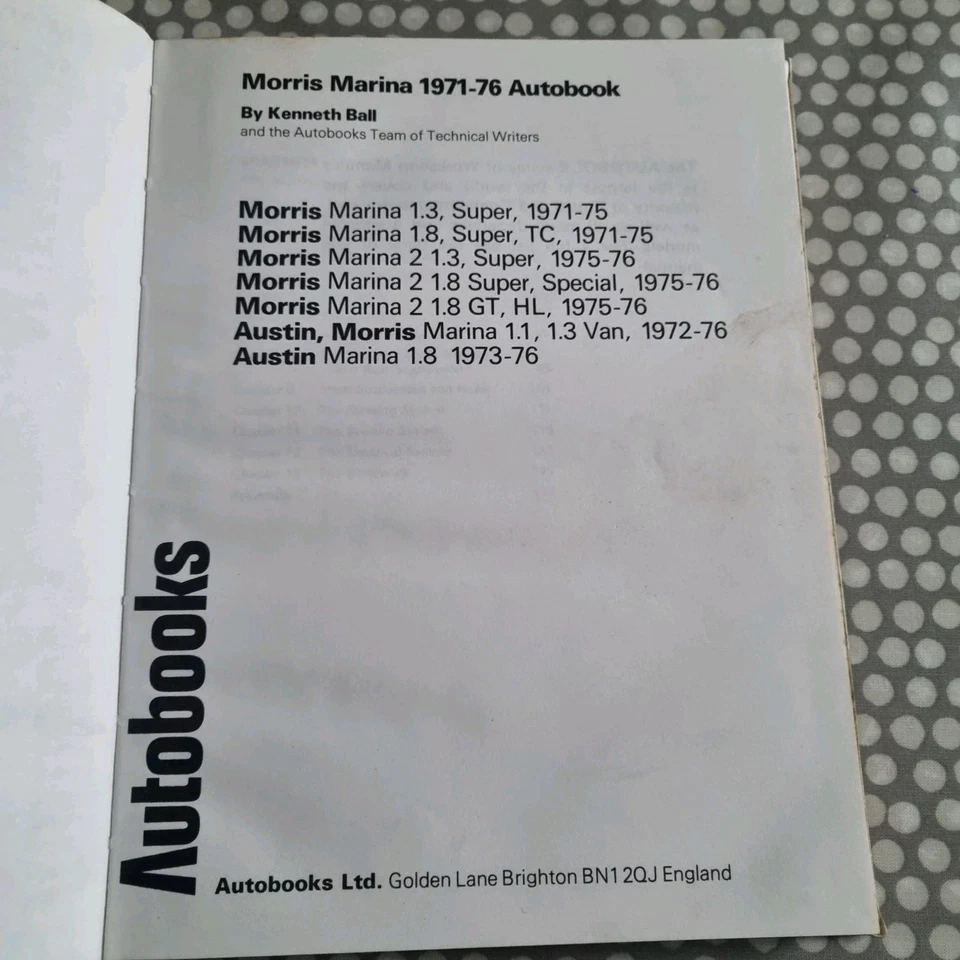 Morris Marina 1971-76 Autobook
By Kenneth Ball
and the Autobooks Team of Technical Writers
Morris Marina 1.3, Super, 1971-75
Morris Marina 1.8, Super, TC, 1971-75
Morris Marina 2 1.3, Super, 1975-76
Morris Marina 2 1.8 Super, Special, 1975-76
Morris Marina 2 1.8 GT, HL, 1975-76
Austin, Morris Marina 1.1, 1.3 Van, 1972-76
Austin Marina 1.8 1973-76
Autobooks
Autobooks Ltd. Golden Lane Brighton BN1 2QJ England